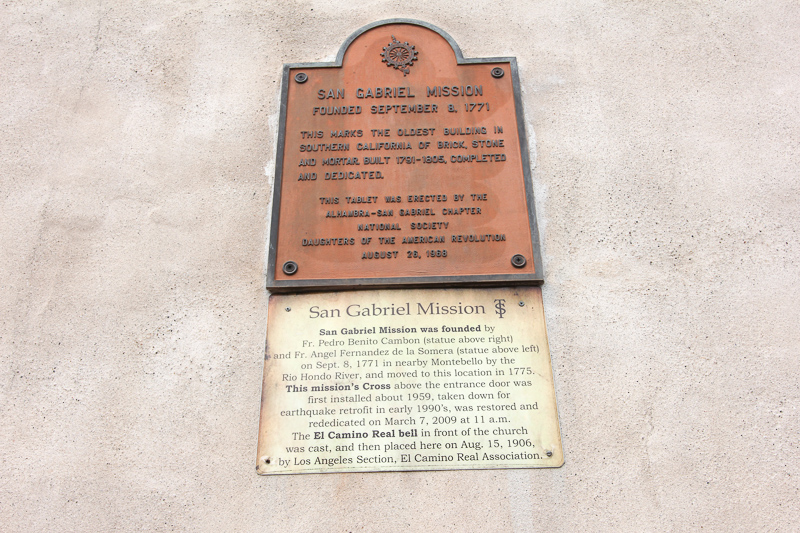 SAN GABRIEL MISSION
FOUNDED SEPTEMBER 8, 1771
THIS MARKS THE OLDEST BUILDING IN
SOUTHERN CALIFORNIA OF BRICK, STONE
AND MORTAR. BUILT 1791-1805, COMPLETED
AND DEDICATED.
THIS TABLET WAS ERECTED BY THE
ALHAMBRA-SAN GABRIEL CHAPTER
NATIONAL SOCIETY
DAUGHTERS OF THE AMERICAN REVOLUTION
AUGUST 26, 1968
San Gabriel Mission
San Gabriel Mission was founded by
Fr. Pedro Benito Cambon (statue above right)
and Fr. Angel Fernandez de la Somera (statue above left)
on Sept. 8, 1771 in nearby Montebello by the
Rio Hondo River, and moved to this location in 1775.
This mission's Cross above the entrance door was
first installed about 1959, taken down for
earthquake retrofit in early 1990's, was restored and
rededicated on March 7, 2009 at 11 a.m.
The El Camino Real bell in front of the church
was cast, and then placed here on Aug. 15, 1906,
by Los Angeles Section, El Camino Real Association.